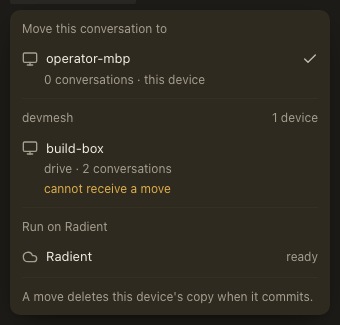 Move this conversation to
operator-mbp
0 conversations · this device
devmesh 1 device
build-box
drive · 2 conversations
cannot receive a move
Run on Radient
Radient ready
A move deletes this device's copy when it commits.